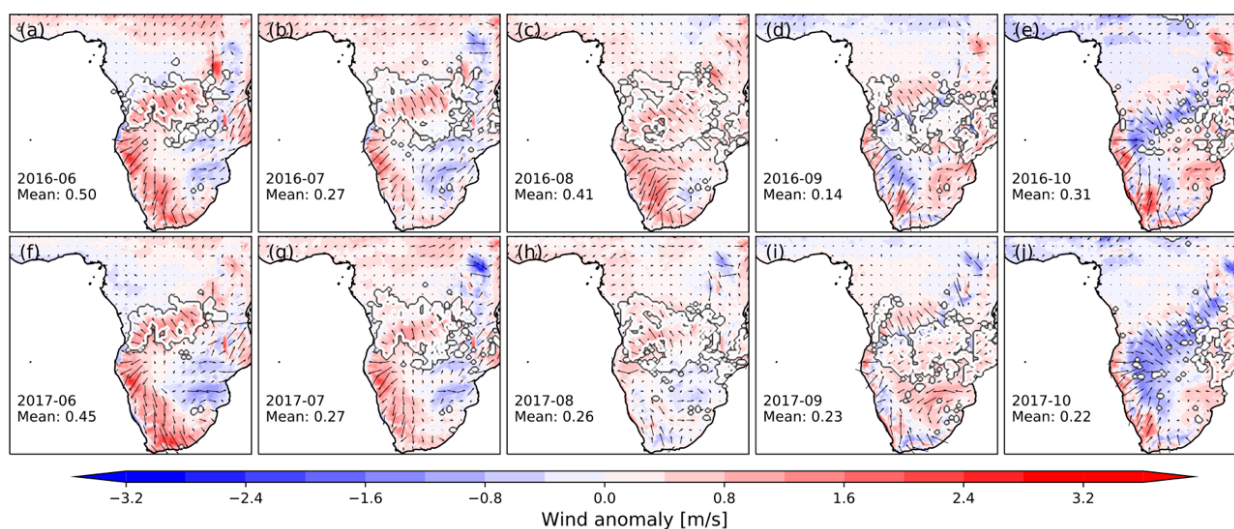 (a) (b) (c) (d) (e)
2016-06 2016-07 2016-08 2016-09 2016-10
Mean: 0.50 Mean: 0.27 Mean: 0.41 Mean: 0.14 Mean: 0.31
(f) (g) (h) (i) (j)
2017-06 2017-07 2017-08 2017-09 2017-10
Mean: 0.45 Mean: 0.27 Mean: 0.26 Mean: 0.23 Mean: 0.22
−3.2 −2.4 −1.6 −0.8 0.0 0.8 1.6 2.4 3.2
Wind anomaly [m/s]